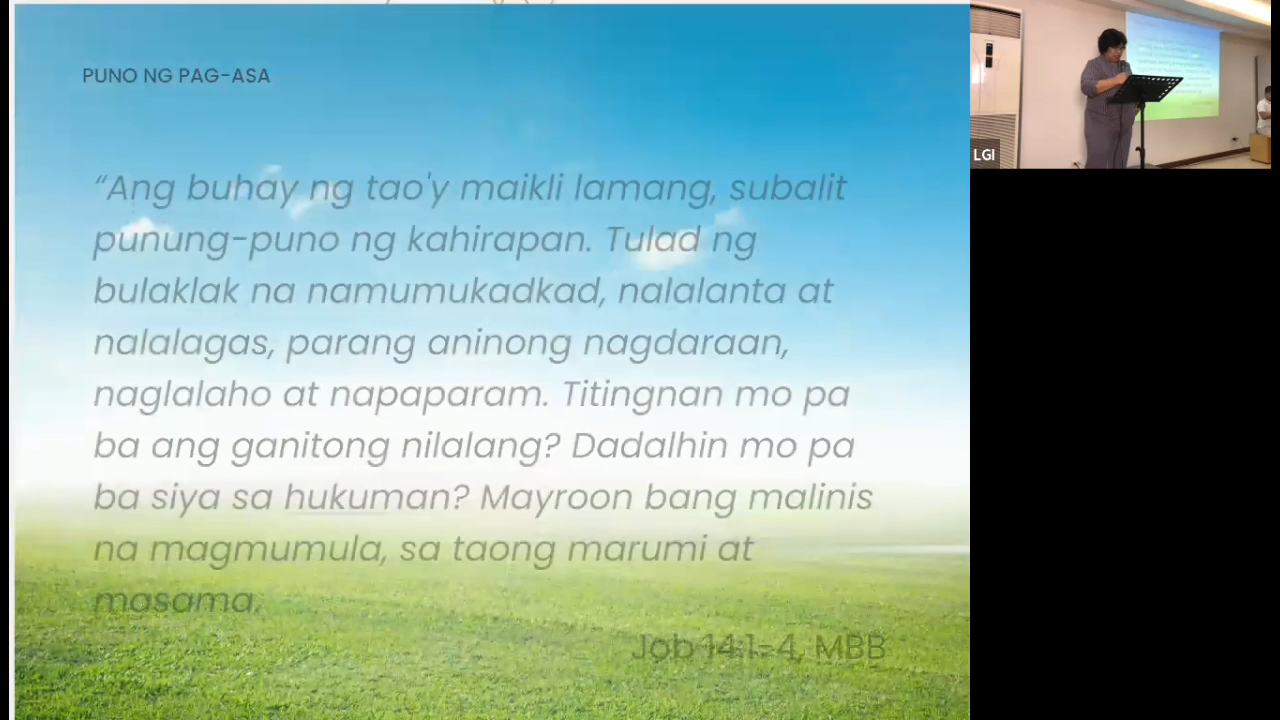 PUNO NG PAG-ASA
“Ang buhay ng tao'y maikli lamang, subalit
punung-puno ng kahirapan. Tulad ng
bulaklak na namumukadkad, nalalanta at
nalalagas, parang aninong nagdaraan,
naglalaho at napaparam. Titingnan mo pa
ba ang ganitong nilalang? Dadalhin mo pa
ba siya sa hukuman? Mayroon bang malinis
na magmumula, sa taong marumi at
masama.
Job 14:1-4, MBB
LGI